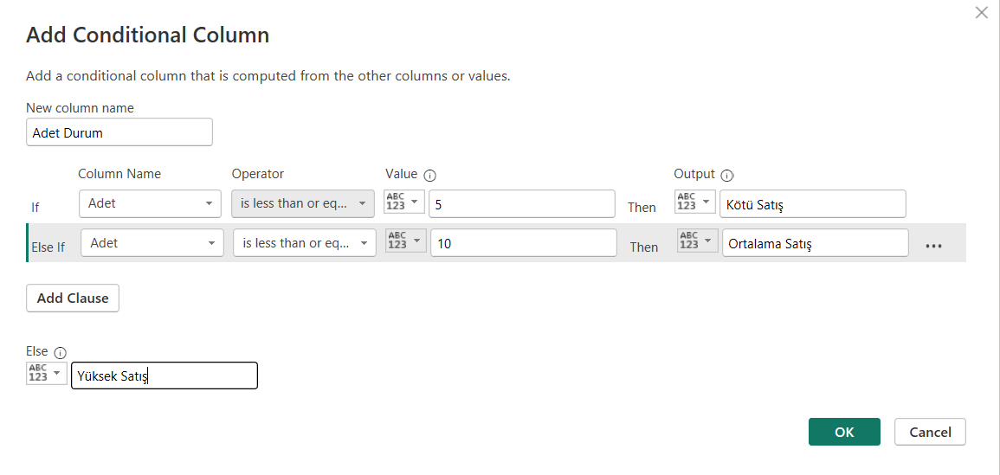 Add Conditional Column
Add a conditional column that is computed from the other columns or values.
New column name
Adet Durum
Column Name Operator Value Output
If Adet is less than or eq... ABC 123 5 Then ABC 123 Kötü Satış
Else If Adet is less than or eq... ABC 123 10 Then ABC 123 Ortalama Satış ...
Add Clause
Else
ABC 123 Yüksek Satış
OK Cancel